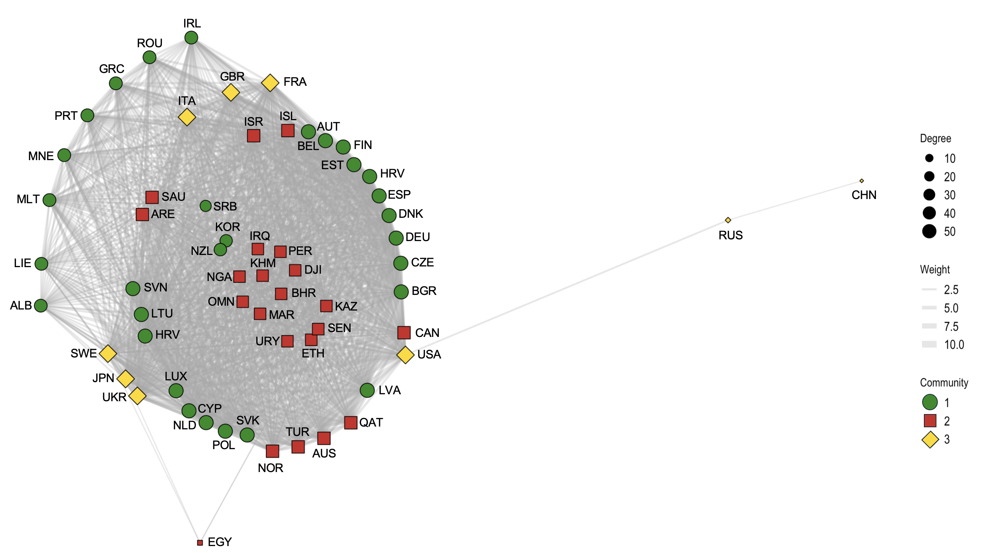 IRL
ROU
GRC
GBR
FRA
ITA
PRT
ISR
ISL
AUT
BEL
FIN
MNE
EST
HRV
ESP
MLT
SAU
SRB
ARE
DNK
KOR
IRQ
DEU
NZL
PER
KHM
LIE
CZE
DJI
NGA
SVN
BHR
BGR
OMN
ALB
KAZ
LTU
MAR
SEN
HRV
CAN
URY
ETH
SWE
USA
JPN
LUX
UKR
LVA
CYP
NLD
SVK
QAT
TUR
POL
AUS
NOR
EGY
CHN
RUS
Degree
10
20
30
40
50
Weight
2.5
5.0
7.5
10.0
Community
1
2
3